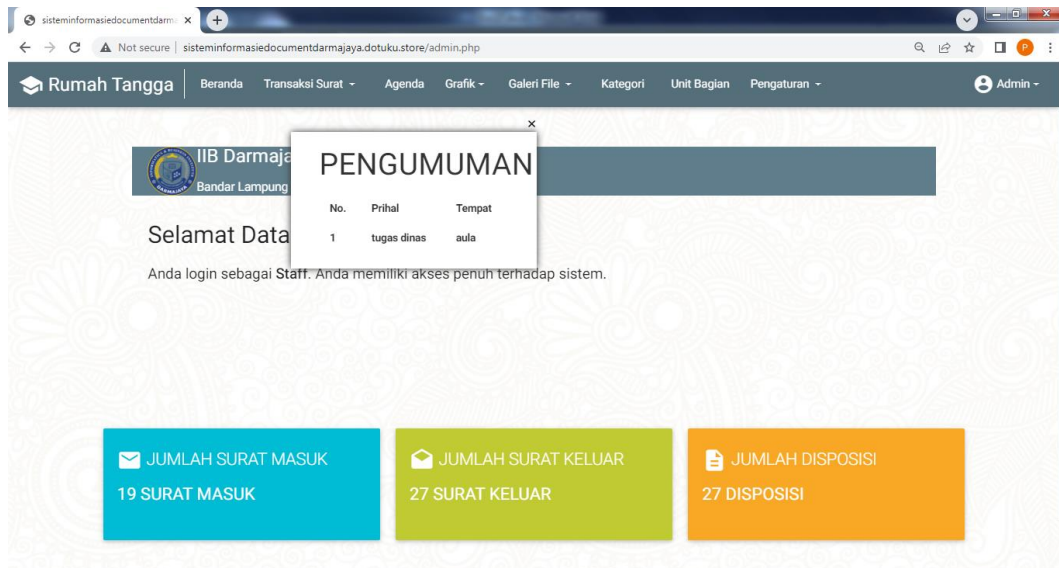 sisteminformasiedocumentdarm
Not secure | sisteminformasiedocumentdarmajaya.dotuku.store/admin.php
P
Rumah Tangga Beranda Transaksi Surat Agenda Grafik Galeri File Kategori Unit Bagian Pengaturan Admin
IIB Darmaja
Bandar Lampung
PENGUMUMAN
No. Prihal Tempat
1 tugas dinas aula
Selamat Data
Anda login sebagai Staff. Anda memiliki akses penuh terhadap sistem.
JUMLAH SURAT MASUK
19 SURAT MASUK
JUMLAH SURAT KELUAR
27 SURAT KELUAR
JUMLAH DISPOSISI
27 DISPOSISI